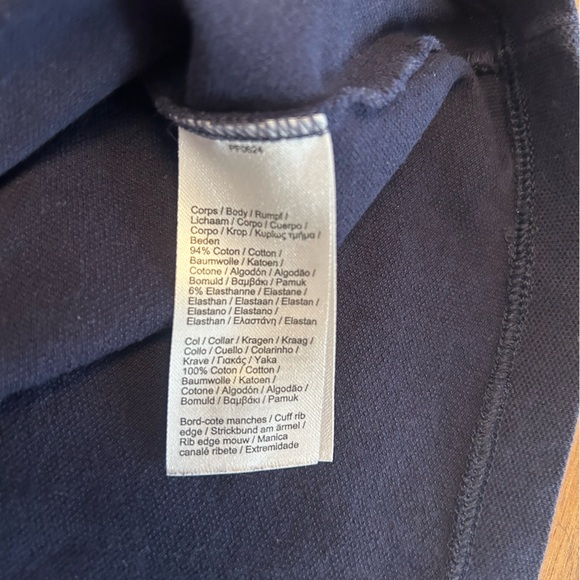 PF0624
Corps / Body / Rumpf /
Lichaam / Corpo / Cuerpo /
Corpo / Krop / Κυρίως τμήμα /
Beden
94% Coton / Cotton /
Baumwolle / Katoen /
Cotone / Algodón / Algodão /
Bomuld / Βαμβάκι / Pamuk
6% Elasthanne / Elastane /
Elasthan / Elastaan / Elastan /
Elastano / Elastano /
Elasthan / Ελαστάνη / Elastan
Col / Collar / Kragen / Kraag /
Collo / Cuello / Colarinho /
Krave / Γιακάς / Yaka
100% Coton / Cotton /
Baumwolle / Katoen /
Cotone / Algodón / Algodão /
Bomuld / Βαμβάκι / Pamuk
Bord-cote manches / Cuff rib
edge / Strickbund am ärmel /
Rib edge mouw / Manica
canalé ribete / Extremidade